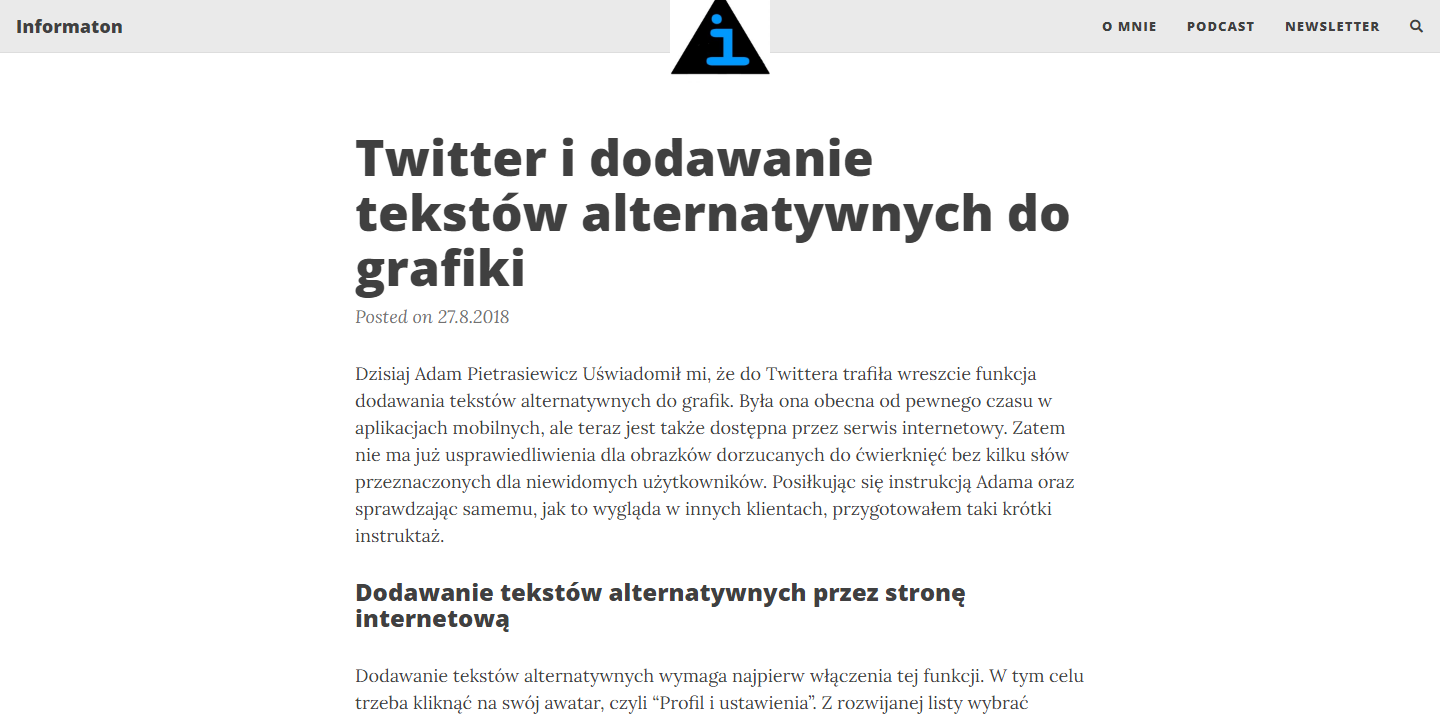 Informaton
i
O MNIE
PODCAST
NEWSLETTER
Twitter i dodawanie
tekstów alternatywnych do
grafiki
Posted on 27.8.2018
Dzisiaj Adam Pietrasiewicz Uświadomił mi, że do Twittera trafiła wreszcie funkcja
dodawania tekstów alternatywnych do grafik. Była ona obecna od pewnego czasu w
aplikacjach mobilnych, ale teraz jest także dostępna przez serwis internetowy. Zatem
nie ma już usprawiedliwienia dla obrazków dorzucanych do ćwierknięć bez kilku słów
przeznaczonych dla niewidomych użytkowników. Posiłkując się instrukcją Adama oraz
sprawdzając samemu, jak to wygląda w innych klientach, przygotowałem taki krótki
instruktaż.
Dodawanie tekstów alternatywnych przez stronę
internetową
Dodawanie tekstów alternatywnych wymaga najpierw włączenia tej funkcji. W tym celu
trzeba kliknąć na swój awatar, czyli “Profil i ustawienia”. Z rozwijanej listy wybrać